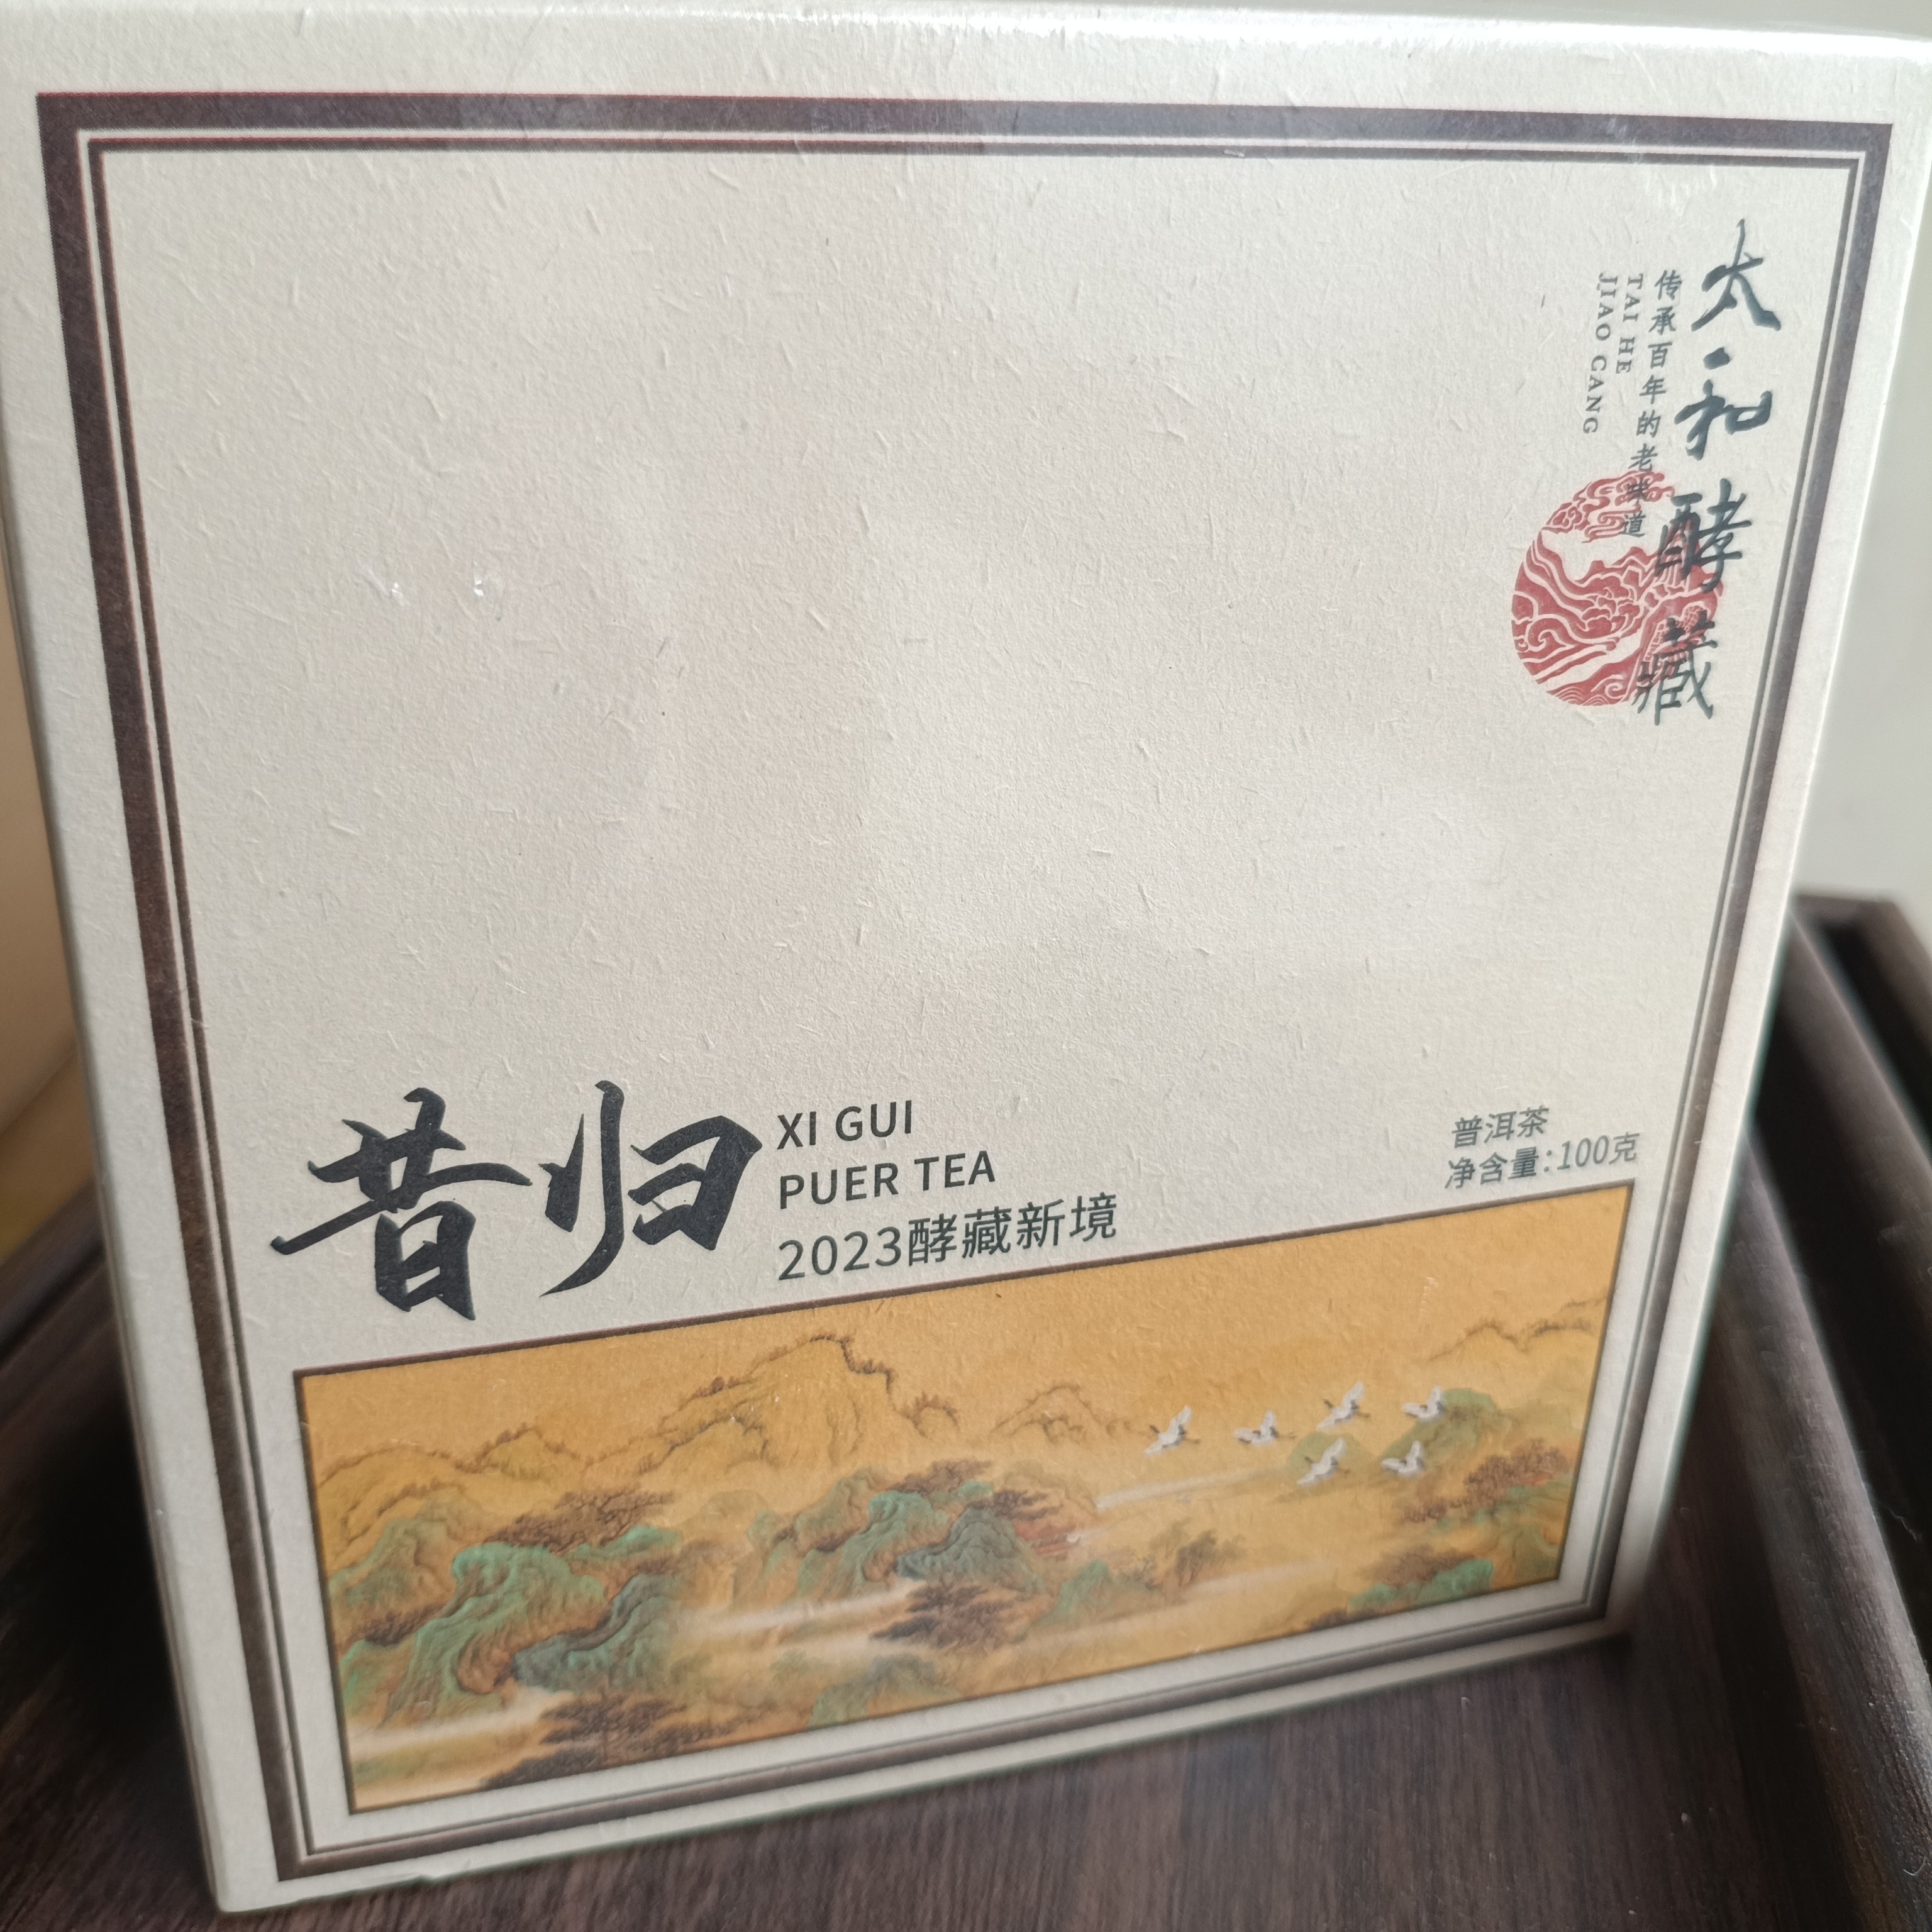 太·和酵藏
传承百年的老味道
TAI HE
JIAO CANG
昔归
XI GUI
PUER TEA
2023酵藏新境
普洱茶
净含量:100克